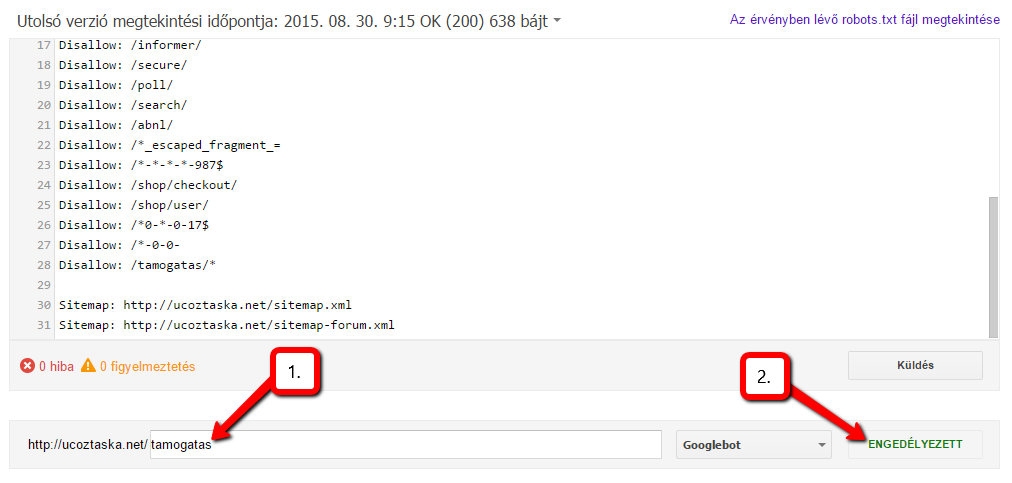 Utolsó verzió megtekintési időpontja: 2015. 08. 30. 9:15 OK (200) 638 bájt
Az érvényben lévő robots.txt fájl megtekintése
17 Disallow: /informer/
18 Disallow: /secure/
19 Disallow: /poll/
20 Disallow: /search/
21 Disallow: /abnl/
22 Disallow: /*_escaped_fragment_=
23 Disallow: /*-*-*-*-987$
24 Disallow: /shop/checkout/
25 Disallow: /shop/user/
26 Disallow: /*0-*-0-17$
27 Disallow: /*-0-0-
28 Disallow: /tamogatas/*
29
30 Sitemap: http://ucoztaska.net/sitemap.xml
31 Sitemap: http://ucoztaska.net/sitemap-forum.xml
0 hiba 0 figyelmeztetés
1.
2.
Küldés
http://ucoztaska.net/ tamogatas Googlebot ENGEDÉLYEZETT